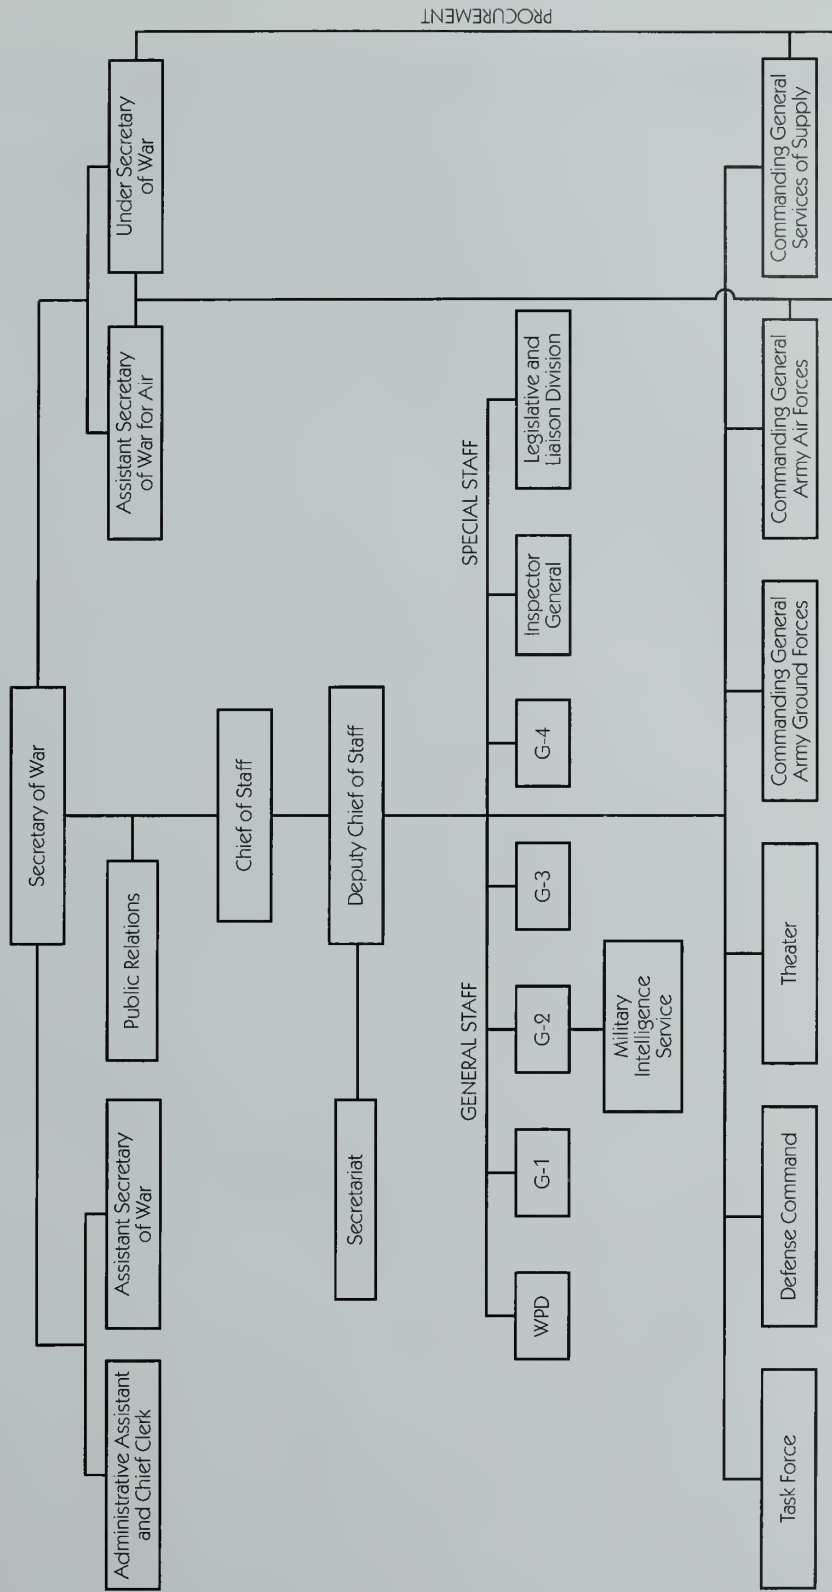 Secretary of War
Administrative Assistant
and Chief Clerk
Assistant Secretary
of War
Public Relations
Assistant Secretary
of War for Air
Under Secretary
of War
PROCUREMENT
Chief of Staff
Secretariat
Deputy Chief of Staff
GENERAL STAFF
SPECIAL STAFF
WPD
G-1
G-2
G-3
G-4
Inspector
General
Legislative and
Liaison Division
Military
Intelligence
Service
Task Force
Defense Command
Theater
Commanding General
Army Ground Forces
Commanding General
Army Air Forces
Commanding General
Services of Supply